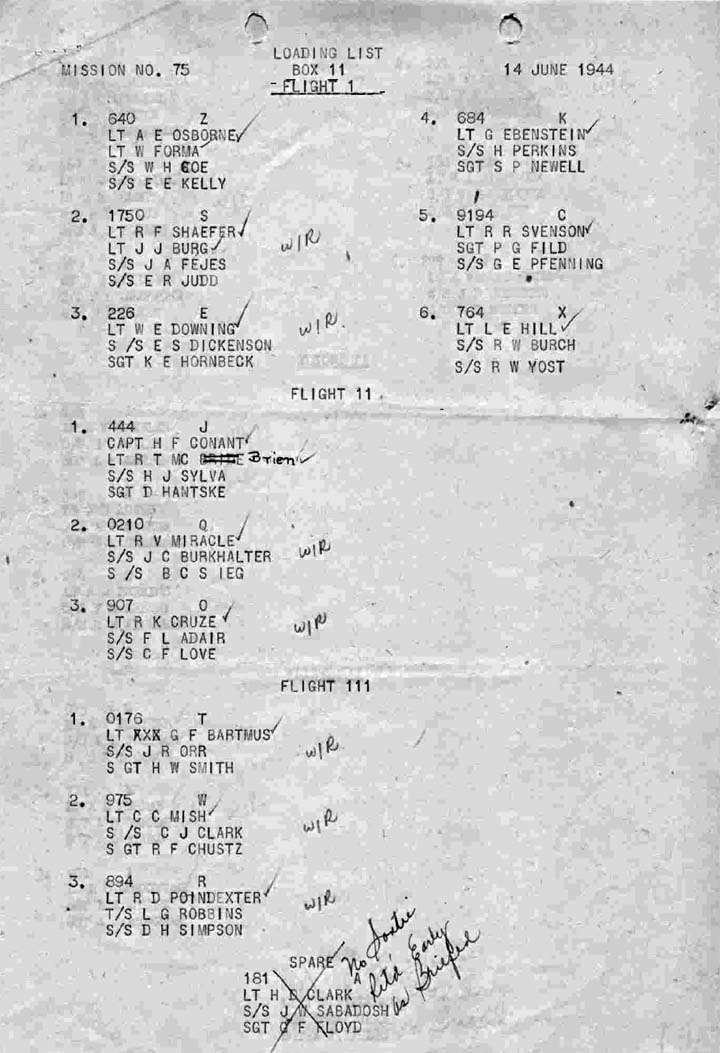 LOADING LIST
MISSION NO. 75 BOX 11 14 JUNE 1944
FLIGHT 1
1. 640 Z
LT A E OSBORNE
LT W FORMA
S/S W H COE
S/S E E KELLY
2. 1750 S
LT R F SHAEFER
LT J J BURG
S/S J A FEJES
S/S E R JUDD
W/R
3. 226 E
LT W E DOWNING
S /S E S DICKENSON
SGT K E HORNBECK
W/R
4. 684 K
LT G EBENSTEIN
S/S H PERKINS
SGT S P NEWELL
5. 9194 C
LT R R SVENSON
SGT P G FILD
S/S G E PFENNING
6. 764 X
LT L E HILL
S/S R W BURCH
S/S R W YOST
FLIGHT 11
1. 444 J
CAPT H F CONANT
LT R T MC Brien
S/S H J SYLVA
SGT D HANTSKE
2. 0210 Q
LT R V MIRACLE
S/S J C BURKHALTER
S /S B C S IEG
W/R
3. 907 O
LT R K CRUZE
S/S F L ADAIR
S/S C F LOVE
W/R
FLIGHT 111
1. 0176 T
LT XXX G F BARTMUS
S/S J R ORR
S GT H W SMITH
W/R
2. 975 W
LT C C MISH
S /S C J CLARK
S GT R F CHUSTZ
W/R
3. 894 R
LT R D POINDEXTER
T/S L G ROBBINS
S/S D H SIMPSON
W/R
SPARE
181 A
LT H D CLARK
S/S J W SABADOSH
SGT G F FLOYD
No Sortie
Ret'd Early
as Briefed